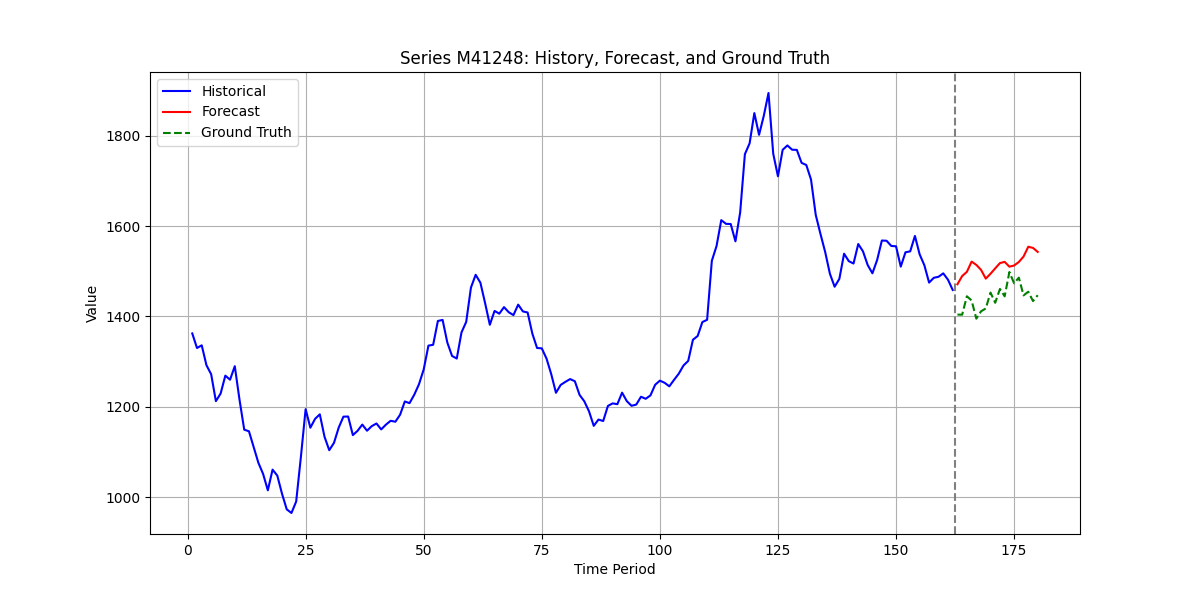 Series M41248: History, Forecast, and Ground Truth
Historical
Forecast
Ground Truth
1800
1600
1400
1200
1000
Value
0 25 50 75 100 125 150 175
Time Period